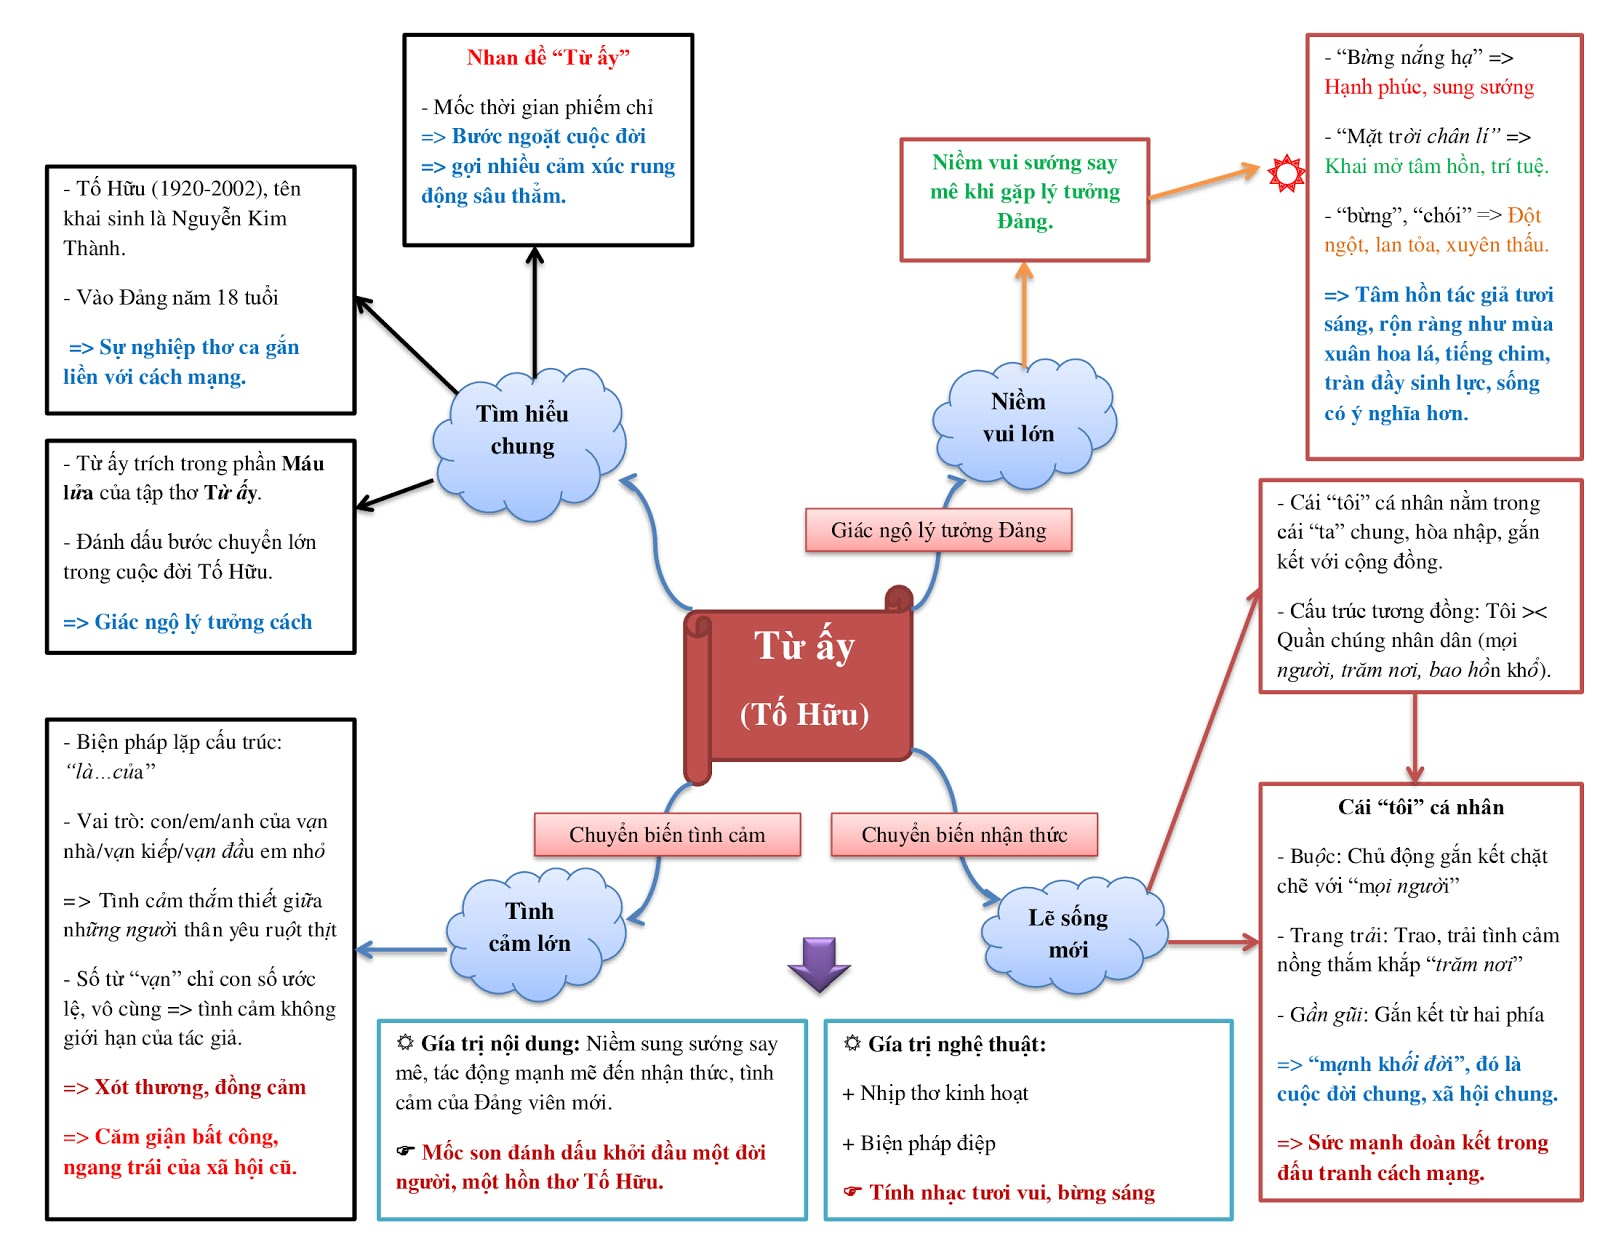 Từ ấy
(Tố Hữu)
Tìm hiểu
chung
- Tố Hữu (1920-2002), tên
khai sinh là Nguyễn Kim
Thành.
- Vào Đảng năm 18 tuổi
=> Sự nghiệp thơ ca gắn
liền với cách mạng.
Nhan đề “Từ ấy”
- Mốc thời gian phiếm chỉ
=> Bước ngoặt cuộc đời
=> gợi nhiều cảm xúc rung
động sâu thẳm.
- Từ ấy trích trong phần Máu
lửa của tập thơ Từ ấy.
- Đánh dấu bước chuyển lớn
trong cuộc đời Tố Hữu.
=> Giác ngộ lý tưởng cách
Giác ngộ lý tưởng Đảng
Niềm
vui lớn
Niềm vui sướng say
mê khi gặp lý tưởng
Đảng.
- “Bừng nắng hạ” =>
Hạnh phúc, sung sướng
- “Mặt trời chân lí” =>
Khai mở tâm hồn, trí tuệ.
- “bừng”, “chói” => Đột
ngột, lan tỏa, xuyên thấu.
=> Tâm hồn tác giả tươi
sáng, rộn ràng như mùa
xuân hoa lá, tiếng chim,
tràn đầy sinh lực, sống
có ý nghĩa hơn.
Chuyển biến nhận thức
Lẽ sống
mới
- Cái “tôi” cá nhân nằm trong
cái “ta” chung, hòa nhập, gắn
kết với cộng đồng.
- Cấu trúc tương đồng: Tôi ><
Quần chúng nhân dân (mọi
người, trăm nơi, bao hồn khổ).
Cái “tôi” cá nhân
- Buộc: Chủ động gắn kết chặt
chẽ với “mọi người”
- Trang trải: Trao, trải tình cảm
nồng thắm khắp “trăm nơi”
- Gần gũi: Gắn kết từ hai phía
=> “mạnh khối đời”, đó là
cuộc đời chung, xã hội chung.
=> Sức mạnh đoàn kết trong
đấu tranh cách mạng.
Chuyển biến tình cảm
Tình
cảm lớn
- Biện pháp lặp cấu trúc:
“là…của”
- Vai trò: con/em/anh của vạn
nhà/vạn kiếp/vạn đầu em nhỏ
=> Tình cảm thắm thiết giữa
những người thân yêu ruột thịt
- Số từ “vạn” chỉ con số ước
lệ, vô cùng => tình cảm không
giới hạn của tác giả.
=> Xót thương, đồng cảm
=> Căm giận bất công,
ngang trái của xã hội cũ.
Gía trị nội dung: Niềm sung sướng say
mê, tác động mạnh mẽ đến nhận thức, tình
cảm của Đảng viên mới.
Mốc son đánh dấu khởi đầu một đời
người, một hồn thơ Tố Hữu.
Gía trị nghệ thuật:
+ Nhịp thơ kinh hoạt
+ Biện pháp điệp
Tính nhạc tươi vui, bừng sáng